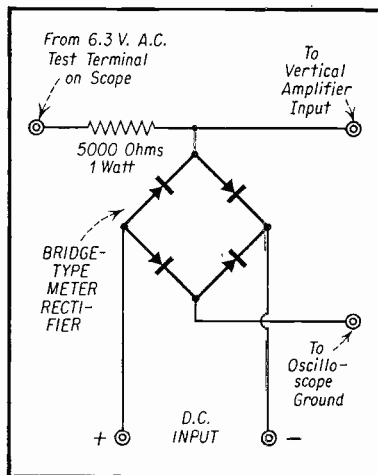 From 6.3 V. A.C.
Test Terminal
on Scope
To
Vertical
Amplifier
Input
5000 Ohms
1 Watt
BRIDGE-
TYPE
METER
RECTI-
FIER
To
Oscillo-
scope
Ground
D.C.
+ INPUT -